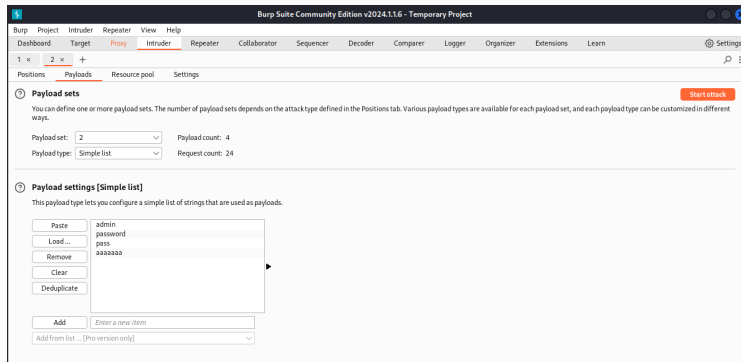 Burp Suite Community Edition v2024.1.1.6 - Temporary Project
Burp Project Intruder Repeater View Help
Dashboard Target Proxy Intruder Repeater Collaborator Sequencer Decoder Comparer Logger Organizer Extensions Learn Settings
1 × 2 × +
Positions Payloads Resource pool Settings
? Payload sets Start attack
You can define one or more payload sets. The number of payload sets depends on the attack type defined in the Positions tab. Various payload types are available for each payload set, and each payload type can be customized in different
ways.
Payload set: 2 Payload count: 4
Payload type: Simple list Request count: 24
? Payload settings [Simple list]
This payload type lets you configure a simple list of strings that are used as payloads.
Paste admin
password
Load ... pass
aaaaaaa
Remove
Clear
Deduplicate
Add Enter a new item
Add from list ... [Pro version only]